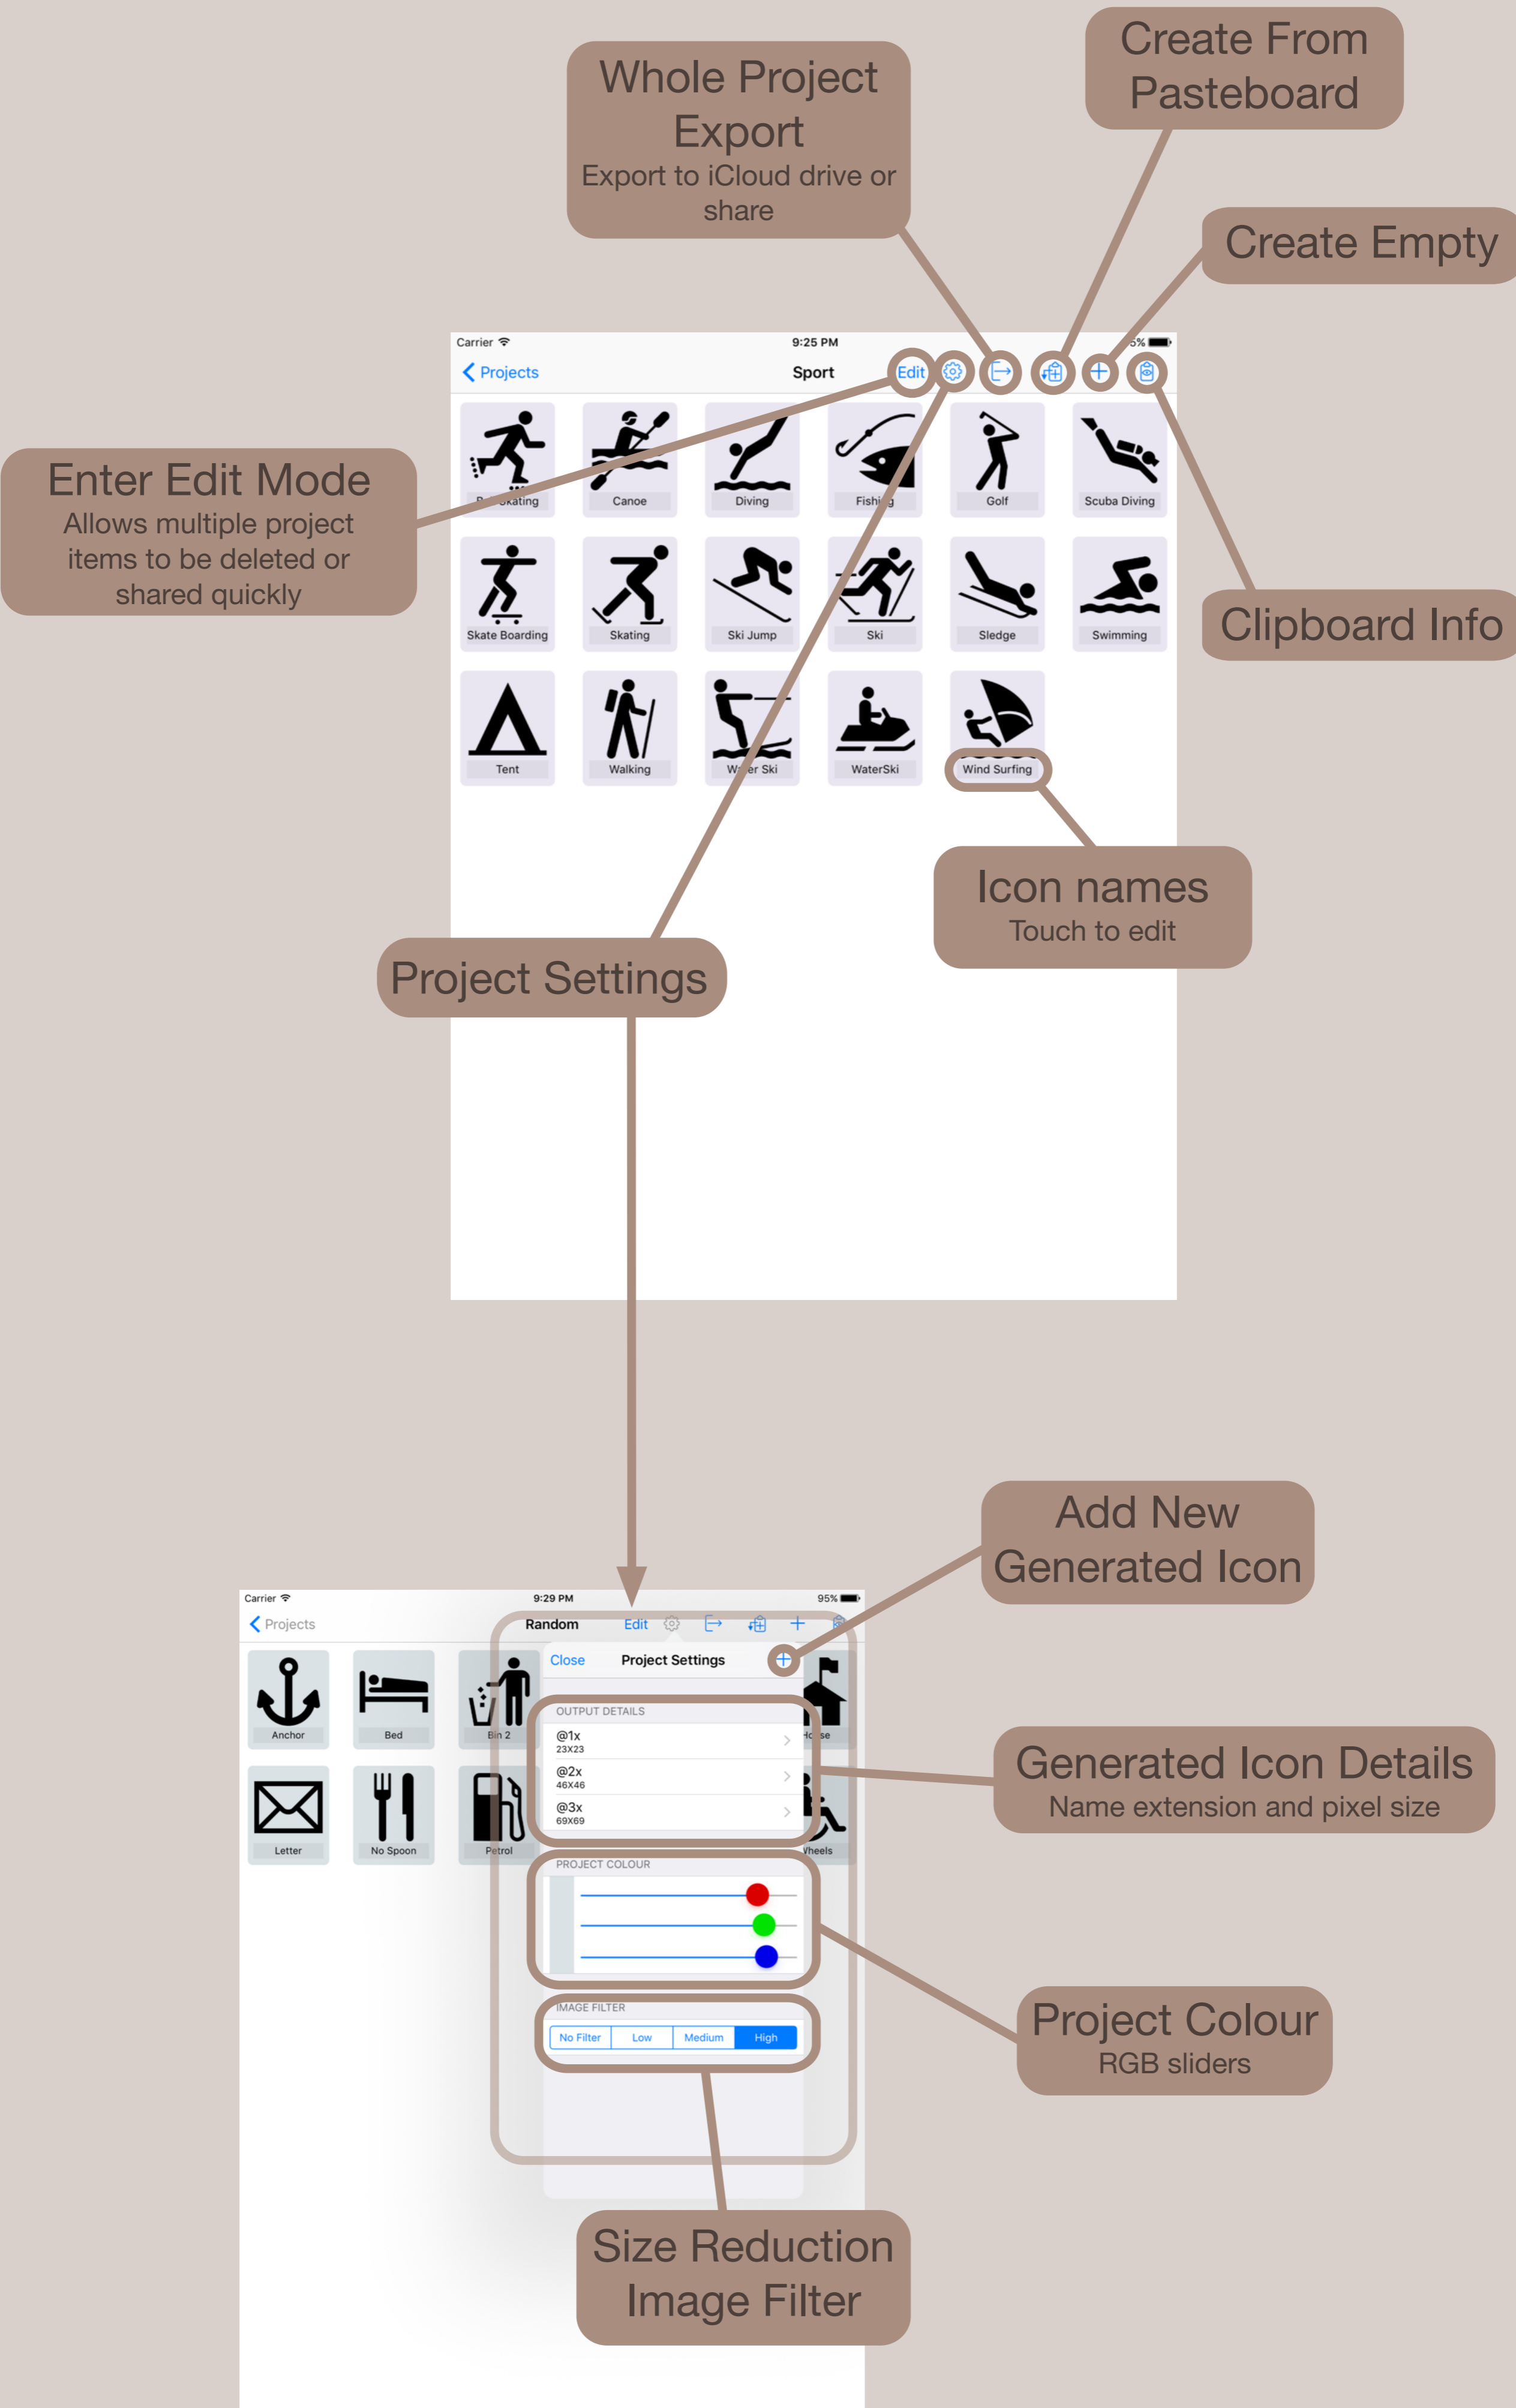 Create From
Pasteboard
Whole Project
Export
Export to iCloud drive or
share
Create Empty
Carrier
9:25 PM
5%
Projects
Sport
Edit
Enter Edit Mode
Allows multiple project
items to be deleted or
shared quickly
Skating
Canoe
Diving
Fishing
Golf
Scuba Diving
Skate Boarding
Skating
Ski Jump
Ski
Sledge
Swimming
Clipboard Info
Tent
Walking
Water Ski
WaterSki
Wind Surfing
Icon names
Touch to edit
Project Settings
Add New
Generated Icon
Carrier
9:29 PM
95%
Projects
Random
Edit
Close
Project Settings
Anchor
Bed
Bin 2
House
OUTPUT DETAILS
@1x
23X23
@2x
46X46
@3x
69X69
Generated Icon Details
Name extension and pixel size
Letter
No Spoon
Petrol
Wheels
PROJECT COLOUR
Project Colour
RGB sliders
IMAGE FILTER
No Filter
Low
Medium
High
Size Reduction
Image Filter